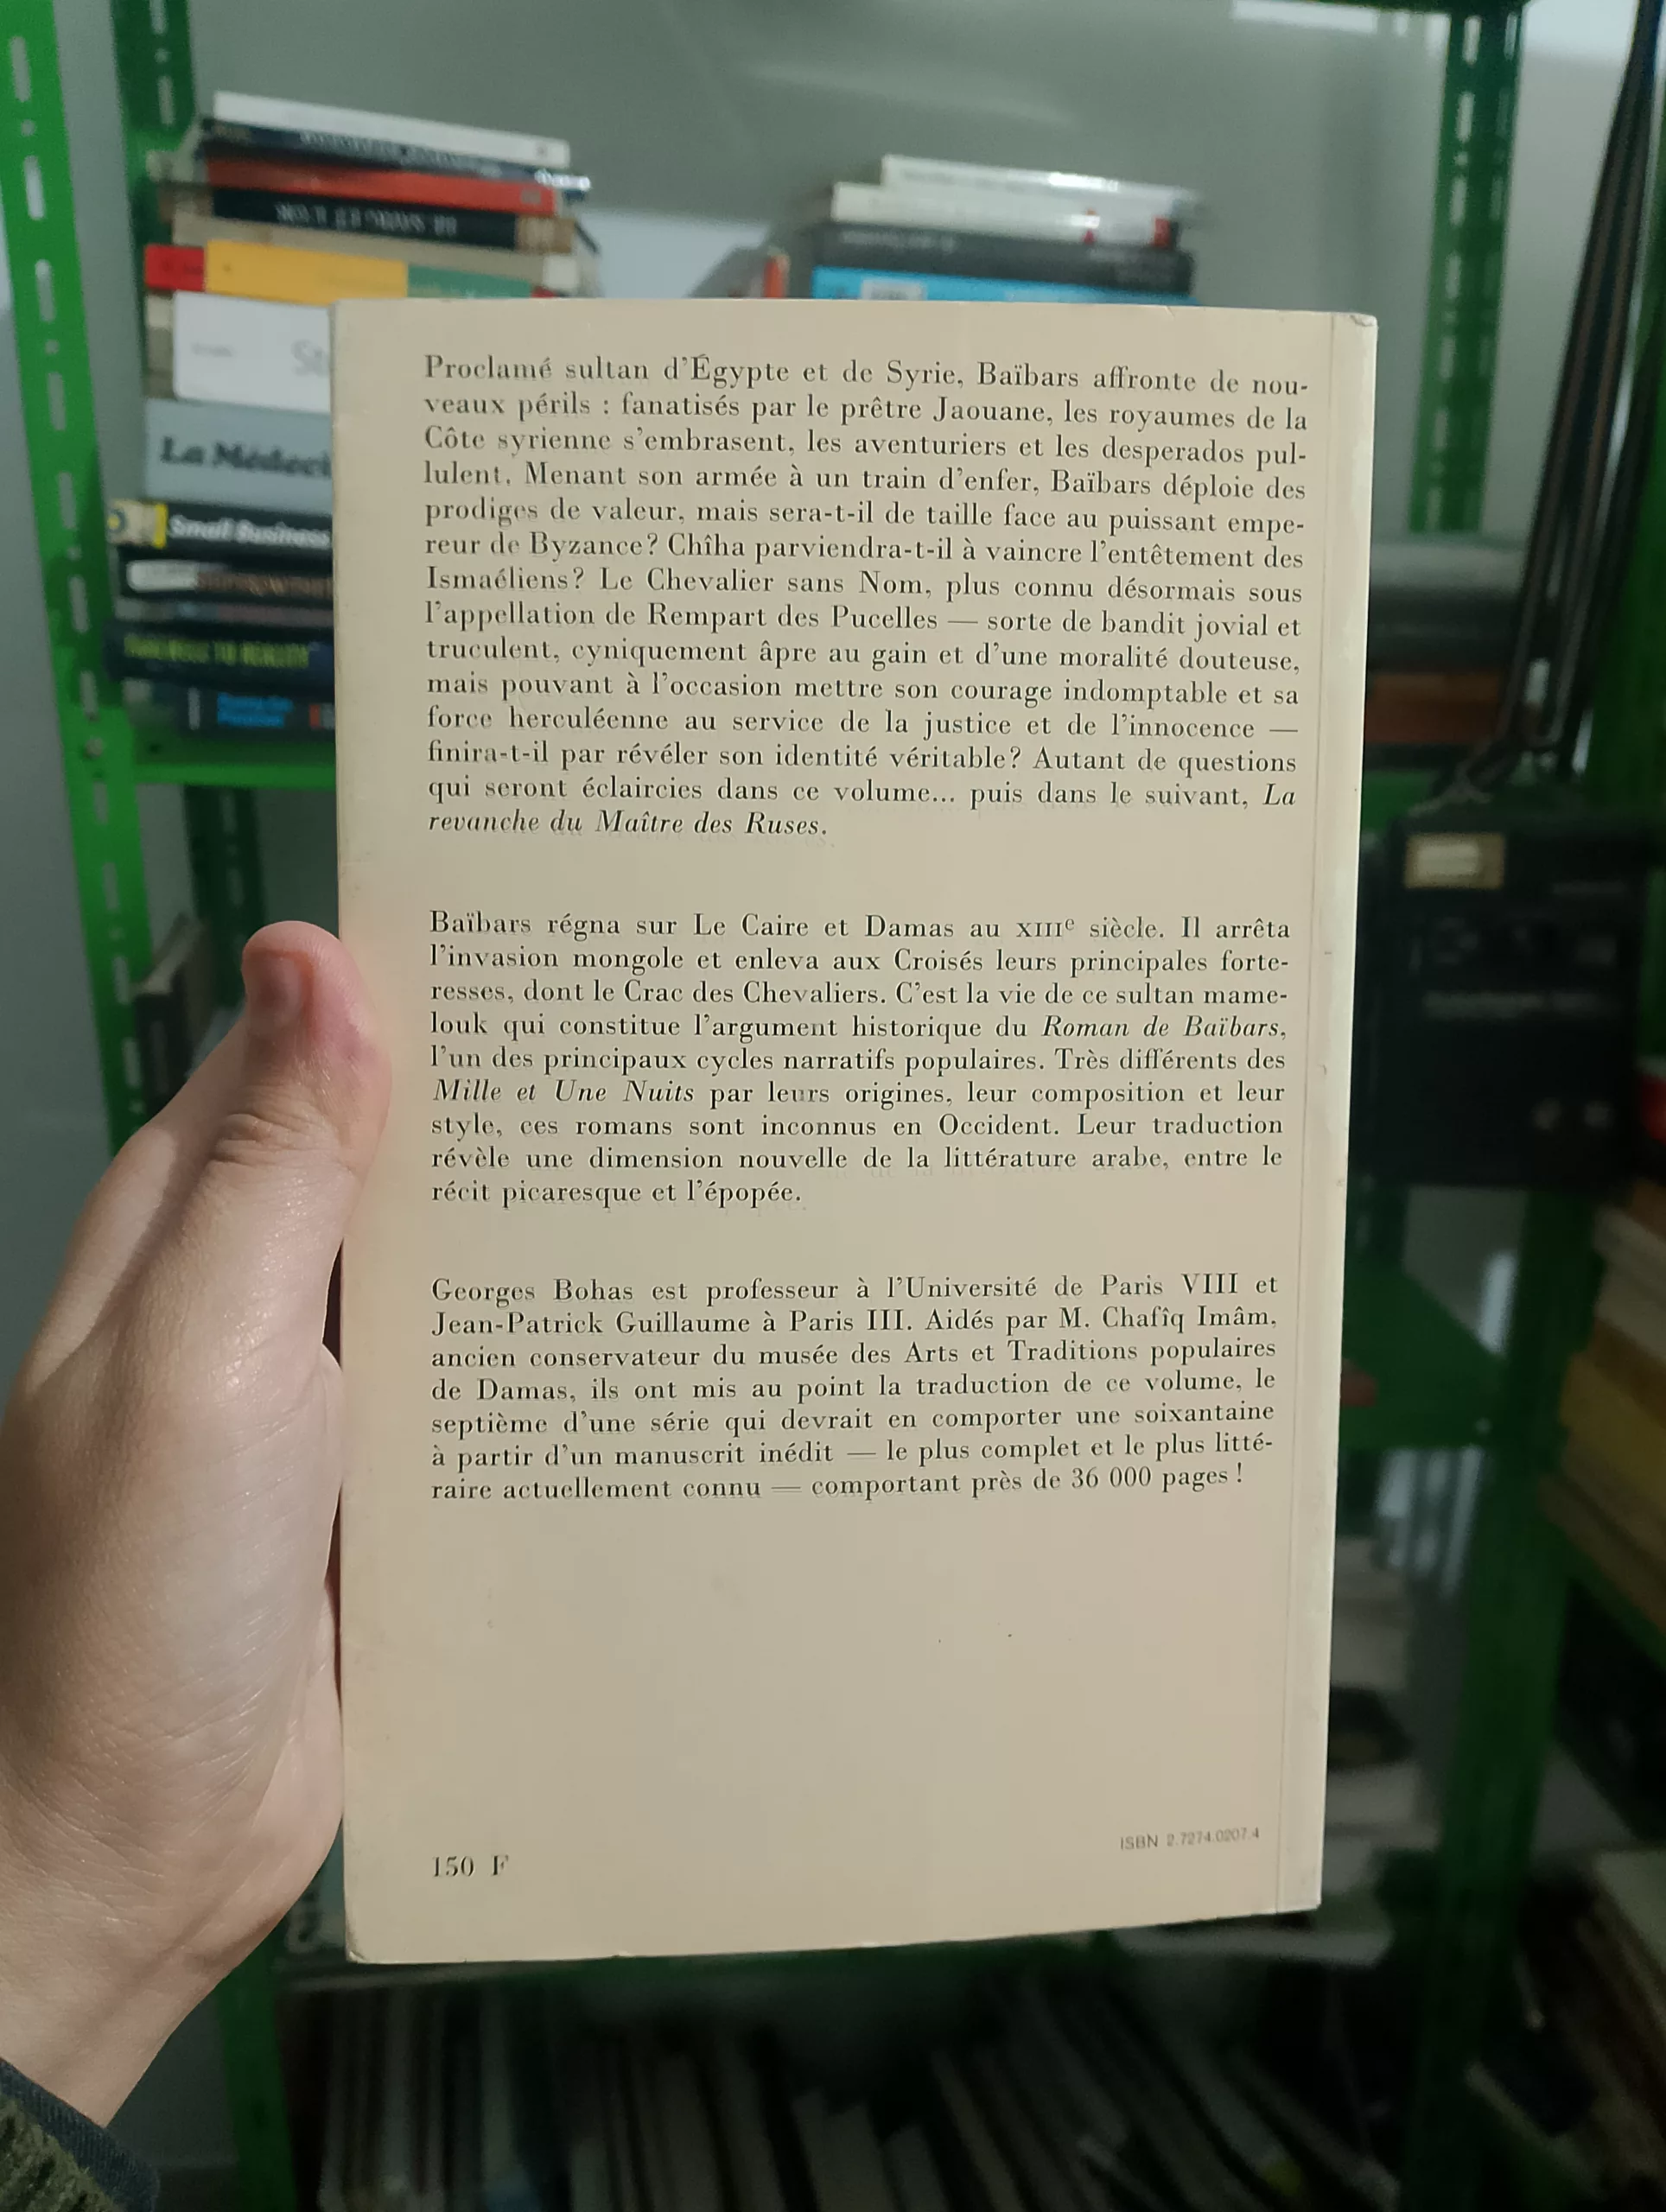 Proclamé sultan d'Égypte et de Syrie, Baïbars affronte de nou-
veaux périls : fanatisés par le prêtre Jaouane, les royaumes de la
Côte syrienne s'embrasent, les aventuriers et les desperados pul-
lulent. Menant son armée à un train d'enfer, Baïbars déploie des
prodiges de valeur, mais sera-t-il de taille face au puissant empe-
reur de Byzance? Chîha parviendra-t-il à vaincre l'entêtement des
Ismaéliens? Le Chevalier sans Nom, plus connu désormais sous
l'appellation de Rempart des Pucelles — sorte de bandit jovial et
truculent, cyniquement âpre au gain et d'une moralité douteuse,
mais pouvant à l'occasion mettre son courage indomptable et sa
force herculéenne au service de la justice et de l'innocence —
finira-t-il par révéler son identité véritable? Autant de questions
qui seront éclaircies dans ce volume... puis dans le suivant, La
revanche du Maître des Ruses.
Baïbars régna sur Le Caire et Damas au XIIIe siècle. Il arrêta
l'invasion mongole et enleva aux Croisés leurs principales forte-
resses, dont le Crac des Chevaliers. C'est la vie de ce sultan mame-
louk qui constitue l'argument historique du Roman de Baïbars,
l'un des principaux cycles narratifs populaires. Très différents des
Mille et Une Nuits par leurs origines, leur composition et leur
style, ces romans sont inconnus en Occident. Leur traduction
révèle une dimension nouvelle de la littérature arabe, entre le
récit picaresque et l'épopée.
Georges Bohas est professeur à l'Université de Paris VIII et
Jean-Patrick Guillaume à Paris III. Aidés par M. Chafîq Imâm,
ancien conservateur du musée des Arts et Traditions populaires
de Damas, ils ont mis au point la traduction de ce volume, le
septième d'une série qui devrait en comporter une soixantaine
à partir d'un manuscrit inédit — le plus complet et le plus litté-
raire actuellement connu — comportant près de 36 000 pages !
ISBN 2.7274.0207.4
150 F
La Médeci
Small Business